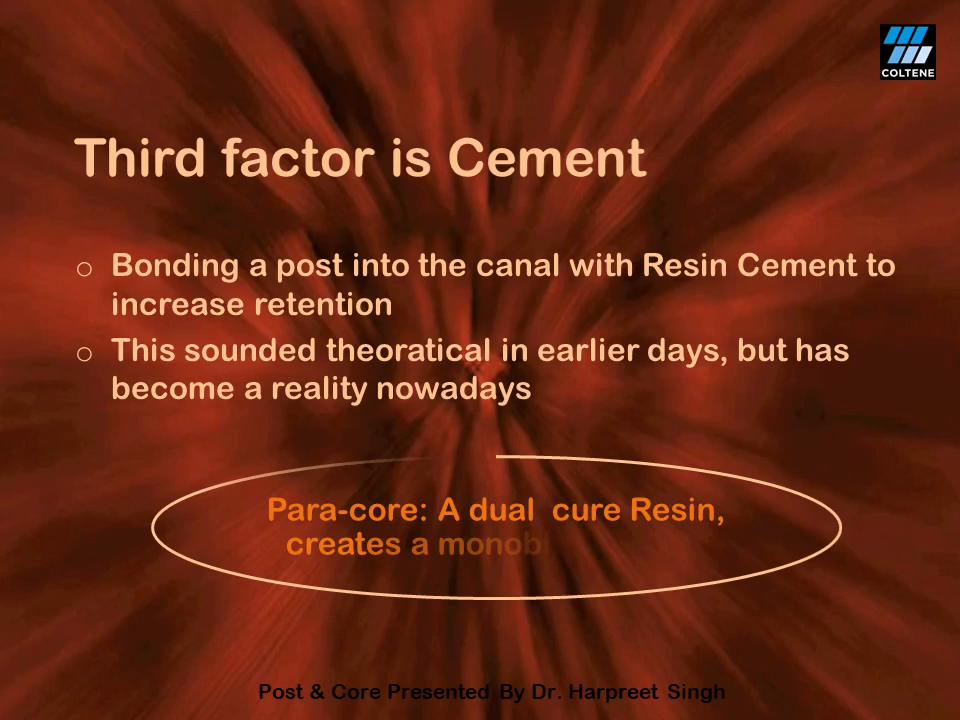 COLTENE
Third factor is Cement
o Bonding a post into the canal with Resin Cement to
increase retention
o This sounded theoratical in earlier days, but has
become a reality nowadays
Para-core: A dual cure Resin,
creates a
Post & Core Presented By Dr. Harpreet Singh